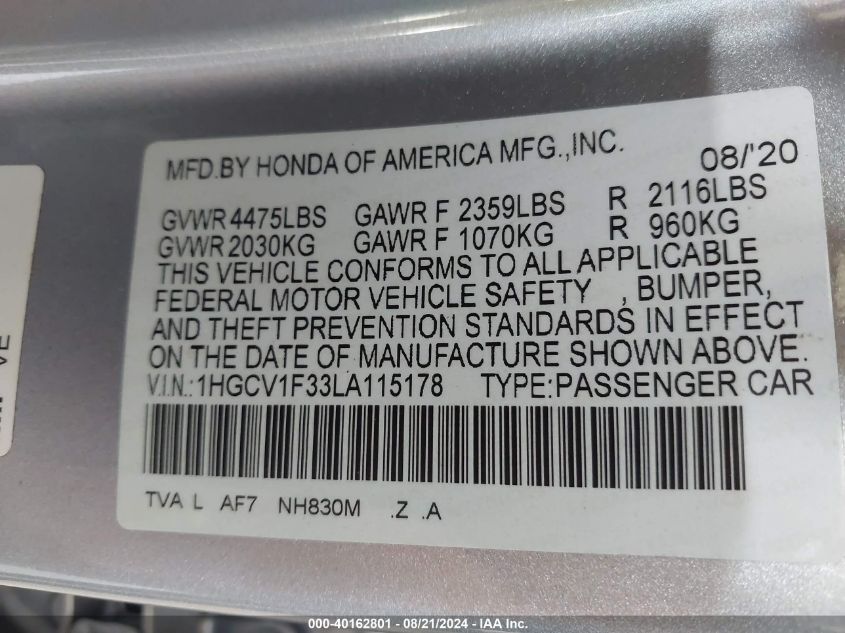 MFD.BY HONDA OF AMERICA MFG.,INC. 08/'20
GVWR 4475LBS GAWR F 2359LBS R 2116LBS
GVWR 2030KG GAWR F 1070KG R 960KG
THIS VEHICLE CONFORMS TO ALL APPLICABLE
FEDERAL MOTOR VEHICLE SAFETY , BUMPER,
AND THEFT PREVENTION STANDARDS IN EFFECT
ON THE DATE OF MANUFACTURE SHOWN ABOVE.
V.I.N.:1HGCV1F33LA115178 TYPE:PASSENGER CAR
TVA L AF7 NH830M .Z .A
VE
000-40162801 - 08/21/2024 - IAA Inc.